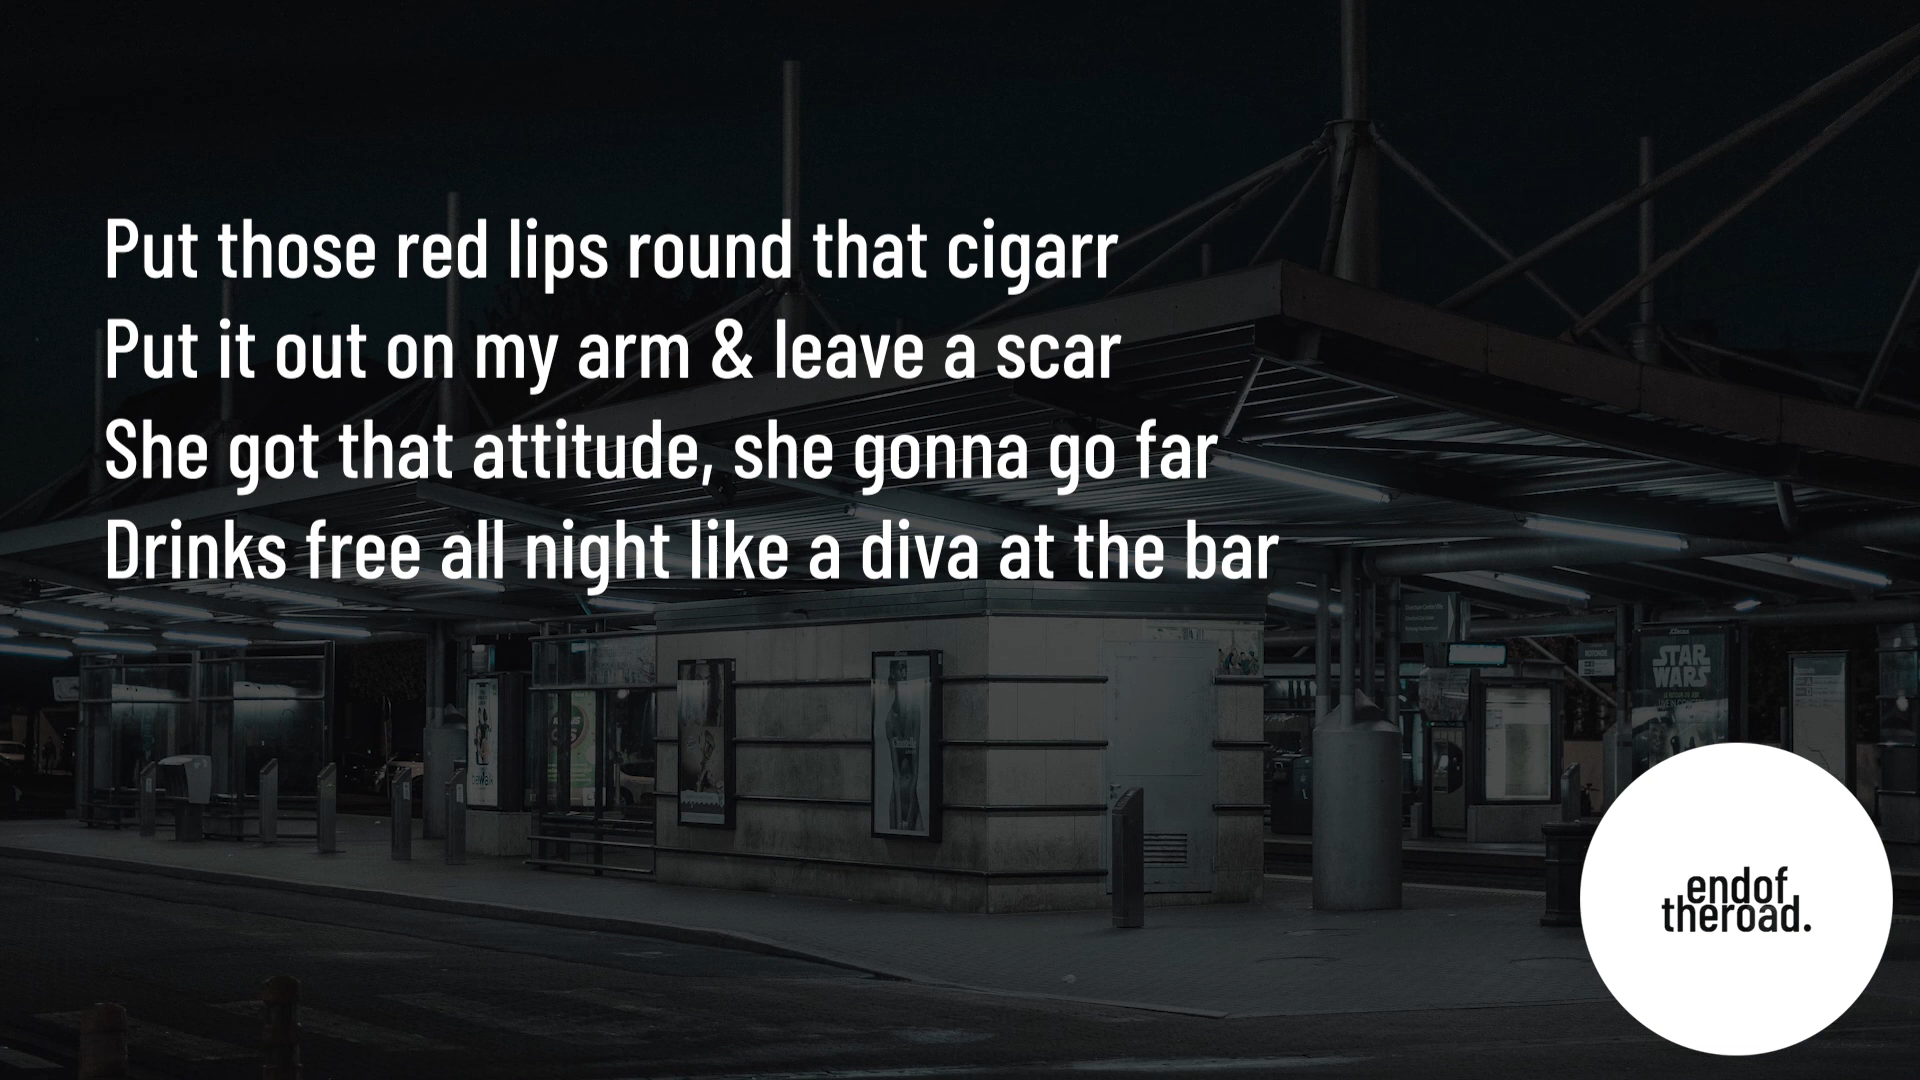 Put those red lips round that cigarr
Put it out on my arm & leave a scar
She got that attitude, she gonna go far
Drinks free all night like a diva at the bar
STAR
WARS
endof
theroad.